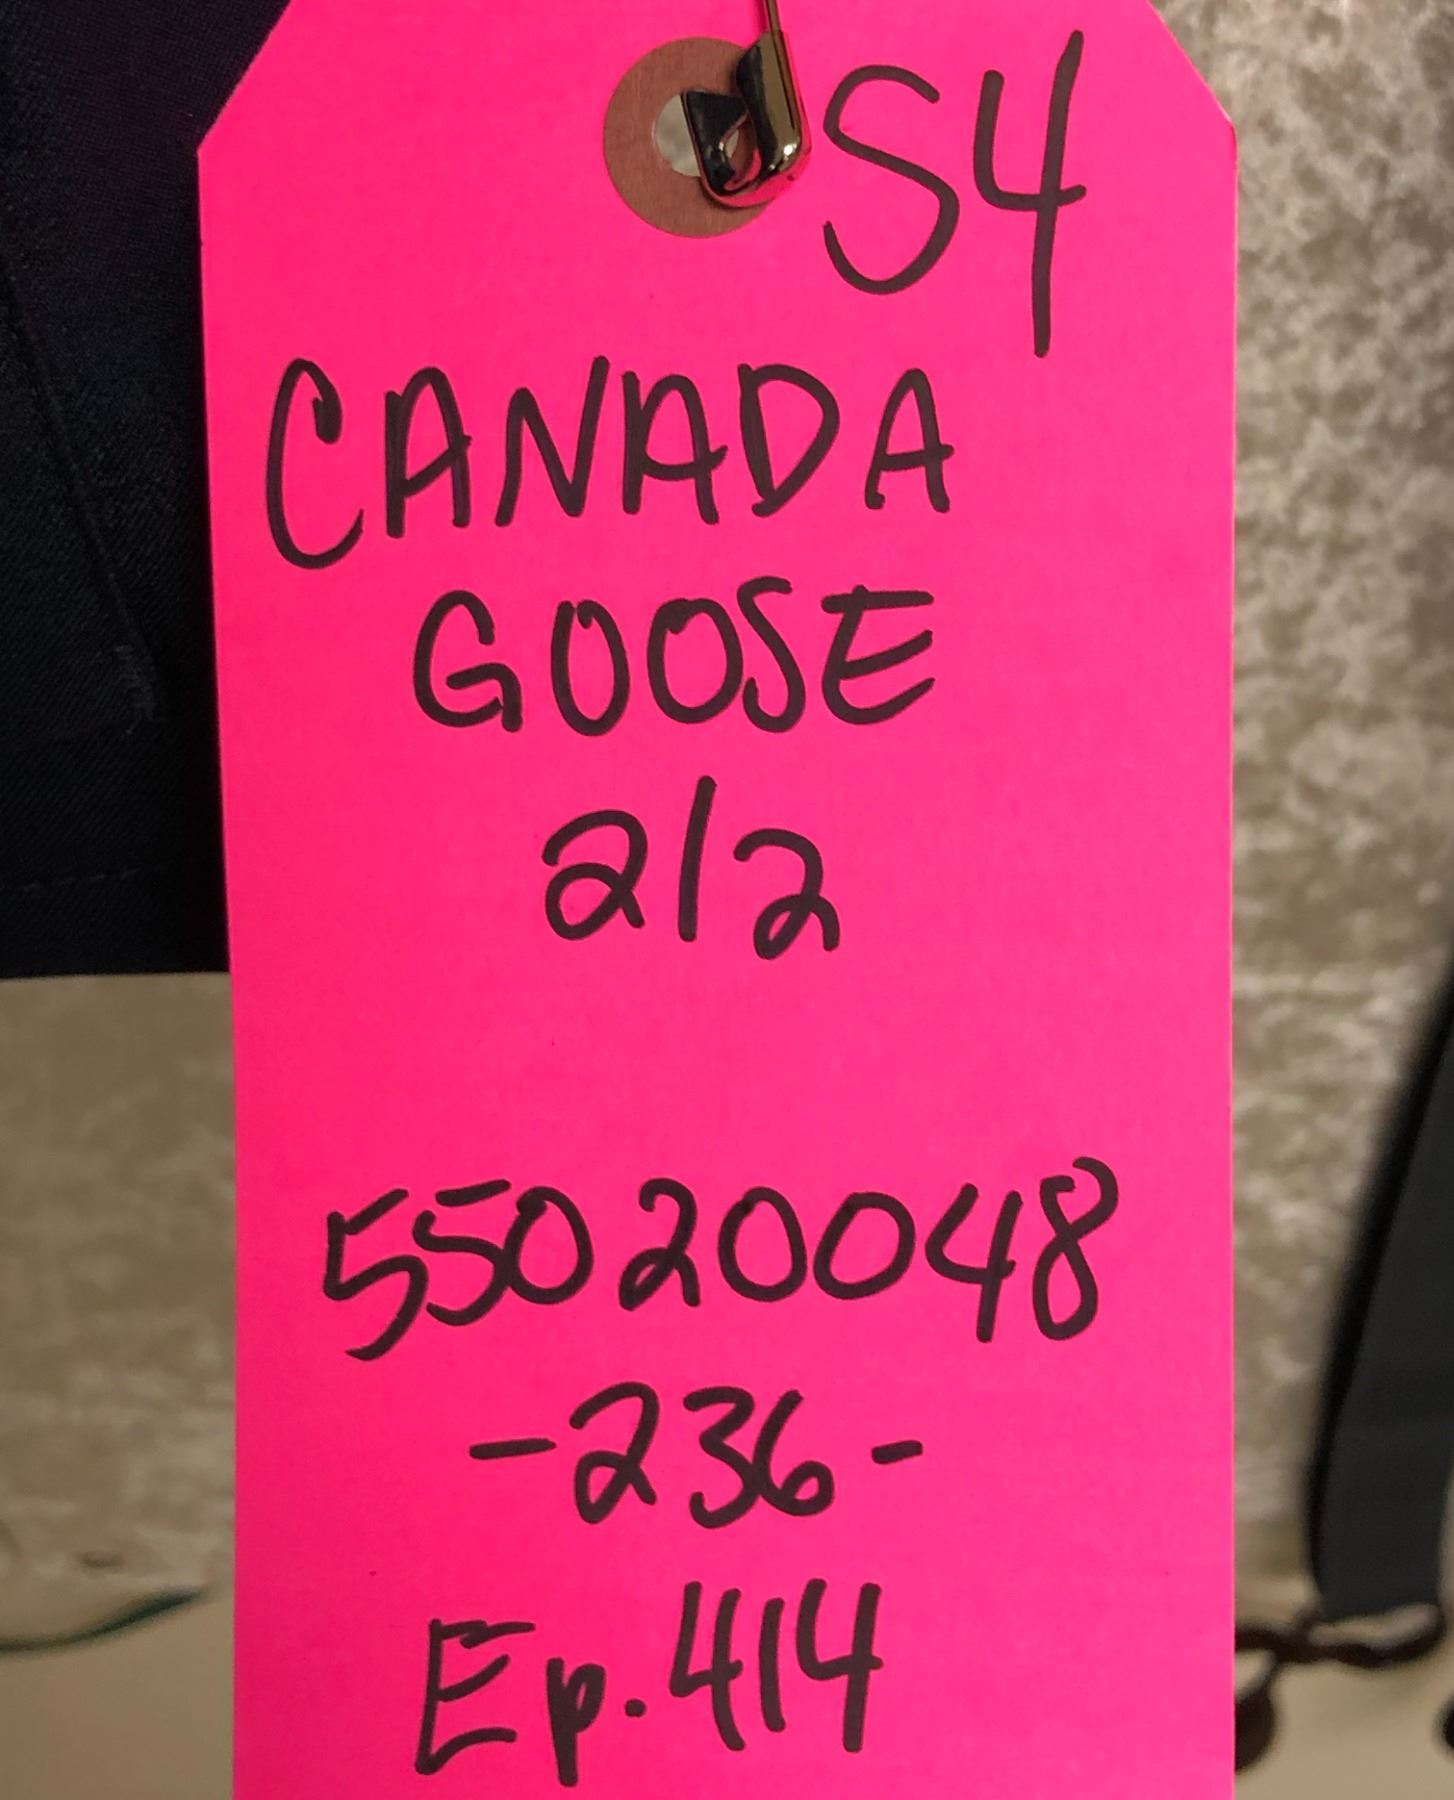 S4
CANADA
GOOSE
2/2
55020048
-236-
Ep. 414